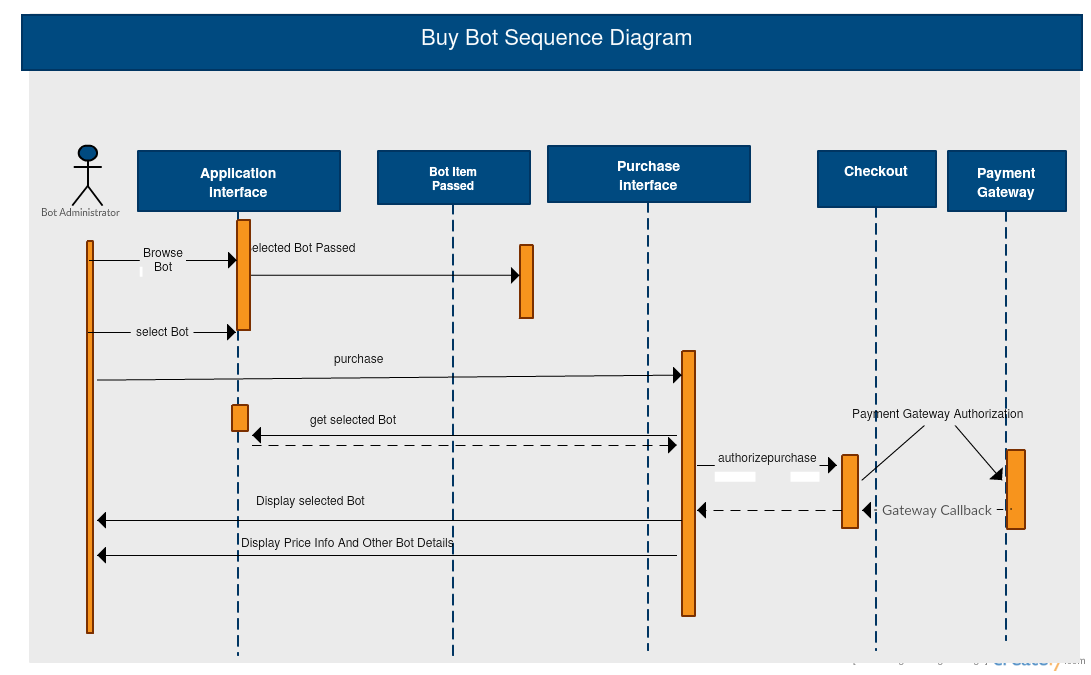 Buy Bot Sequence Diagram
Application
Interface
Bot Item
Passed
Purchase
Interface
Checkout
Payment
Gateway
Bot Administrator
Browse
Bot
elected Bot Passed
select Bot
purchase
get selected Bot
Payment Gateway Authorization
authorizepurchase
Gateway Callback
Display selected Bot
Display Price Info And Other Bot Details